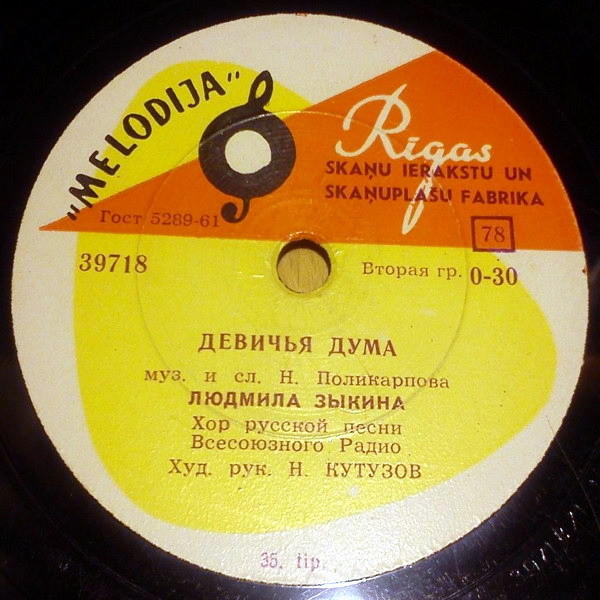 "MELODIJA"
Rīgas
SKAŅU IERAKSTU UN
SKAŅUPLAŠU FABRIKA
Гост 5289-61
78
39718
Вторая гр. 0-30
ДЕВИЧЬЯ ДУМА
муз. и сл. Н. Поликарпова
ЛЮДМИЛА ЗЫКИНА
Хор русской песни
Всесоюзного Радио
Худ. рук. Н. КУТУЗОВ
35. tip.